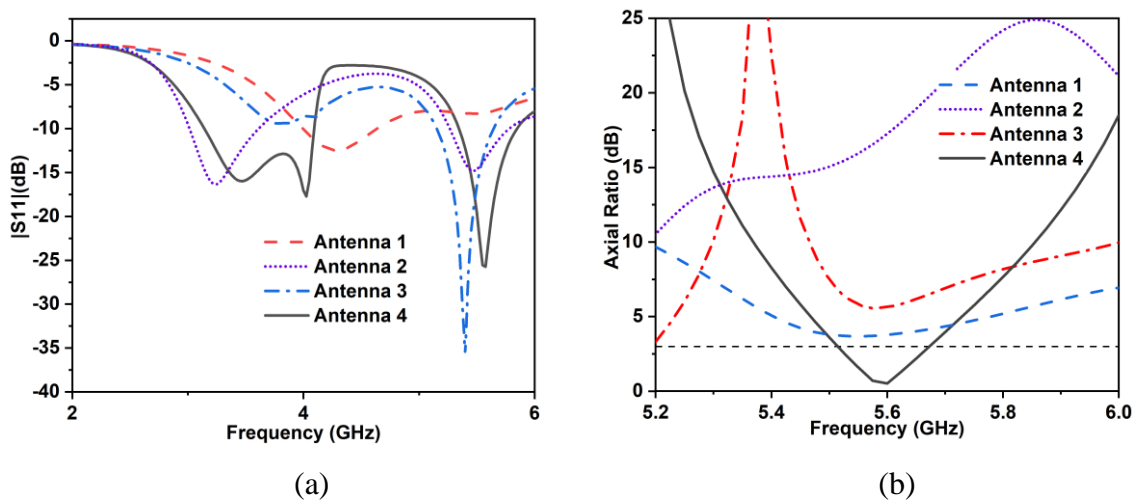 0
-5
-10
-15
-20
-25
-30
-35
-40
|S11|(dB)
2
4
6
Frequency (GHz)
Antenna 1
Antenna 2
Antenna 3
Antenna 4
(a)
25
20
15
10
5
0
Axial Ratio (dB)
5.2
5.4
5.6
5.8
6.0
Frequency (GHz)
Antenna 1
Antenna 2
Antenna 3
Antenna 4
(b)